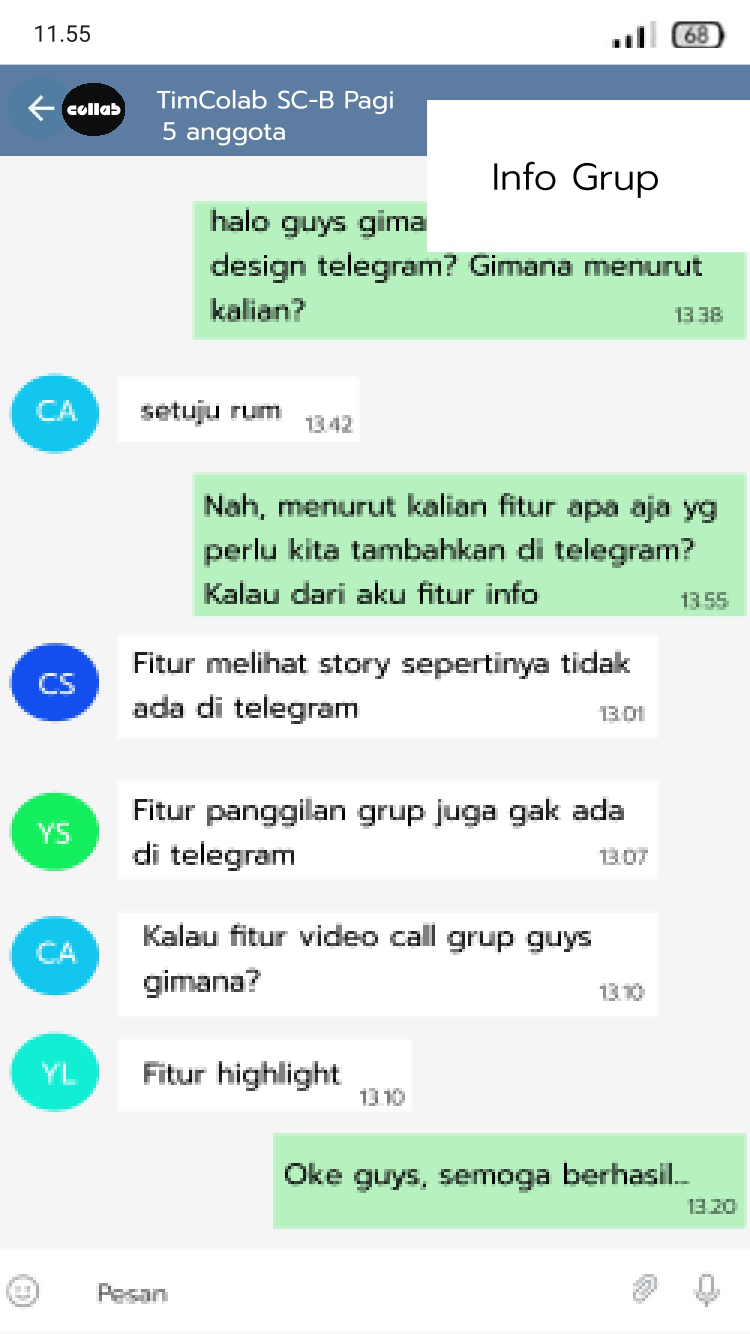 11.55
68
collab
TimColab SC-B Pagi
5 anggota
Info Grup
halo guys gima
design telegram? Gimana menurut
kalian?
13.38
CA
setuju rum
13.42
Nah, menurut kalian fitur apa aja yg
perlu kita tambahkan di telegram?
Kalau dari aku fitur info
13.55
CS
Fitur melihat story sepertinya tidak
ada di telegram
13.01
YS
Fitur panggilan grup juga gak ada
di telegram
13.07
CA
Kalau fitur video call grup guys
gimana?
13.10
YL
Fitur highlight
13.10
Oke guys, semoga berhasil...
13.20
Pesan